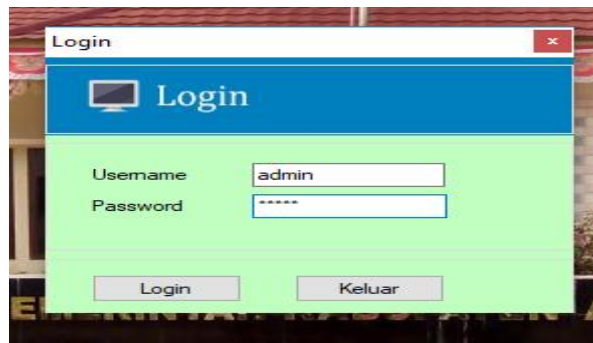 Login
Login
Username admin
Password *****
Login Keluar